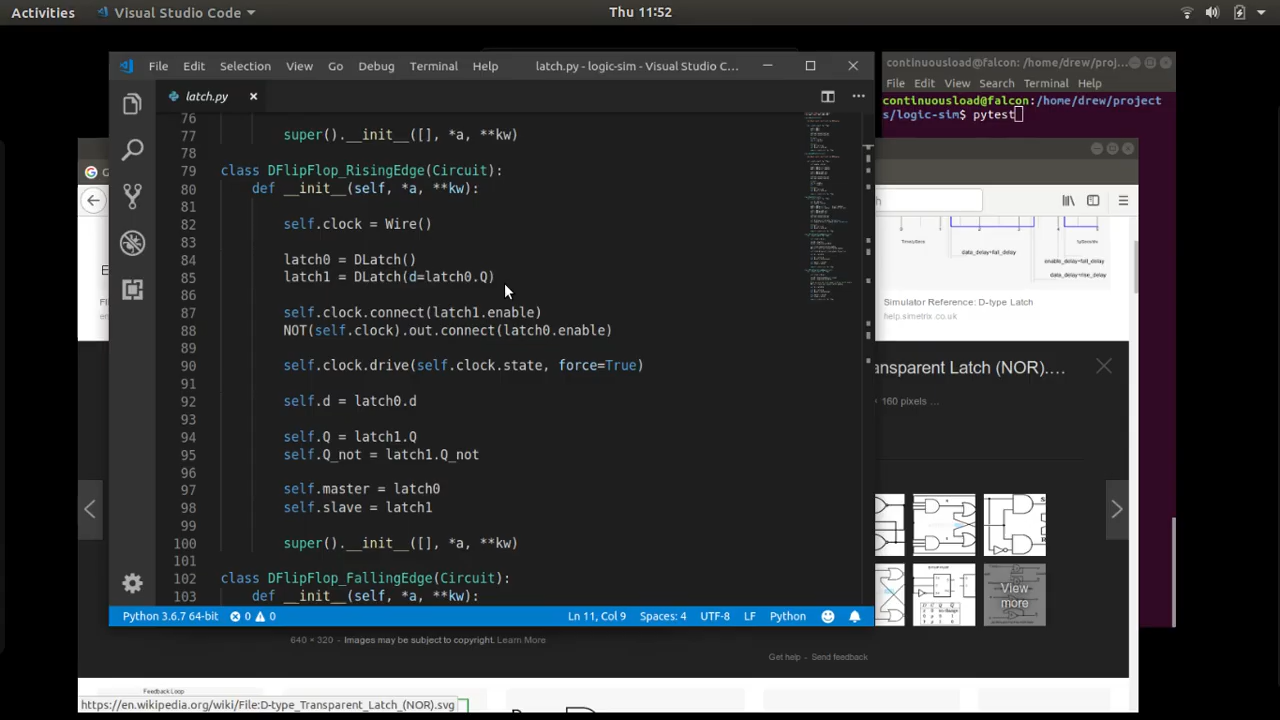 Activities Visual Studio Code Thu 11:52
File Edit Selection View Go Debug Terminal Help latch.py - logic-sim - Visual Studio C...
latch.py
76
77 super().__init__([], *a, **kw)
78
79 class DFlipFlop_RisingEdge(Circuit):
80 def __init__(self, *a, **kw):
81
82 self.clock = Wire()
83
84 latch0 = DLatch()
85 latch1 = DLatch(d=latch0.Q)
86
87 self.clock.connect(latch1.enable)
88 NOT(self.clock).out.connect(latch0.enable)
89
90 self.clock.drive(self.clock.state, force=True)
91
92 self.d = latch0.d
93
94 self.Q = latch1.Q
95 self.Q_not = latch1.Q_not
96
97 self.master = latch0
98 self.slave = latch1
99
100 super().__init__([], *a, **kw)
101
102 class DFlipFlop_FallingEdge(Circuit):
103 def __init__(self, *a, **kw):
Python 3.6.7 64-bit 0 0 Ln 11, Col 9 Spaces: 4 UTF-8 LF Python
continuousload@falcon: /home/drew/proj...
File Edit View Search Terminal Help
continuousload@falcon:/home/drew/project
s/logic-sim$ pytest
data_delay=fall_delay
enable_delay=fall_delay
data_delay=rise_delay
Simulator Reference: D-type Latch
help.simetrix.co.uk
ansparent Latch (NOR)....
160 pixels ...
View
more
640 × 320 - Images may be subject to copyright. Learn More
Get help - Send feedback
Feedback Loop
https://en.wikipedia.org/wiki/File:D-type_Transparent_Latch_(NOR).svg